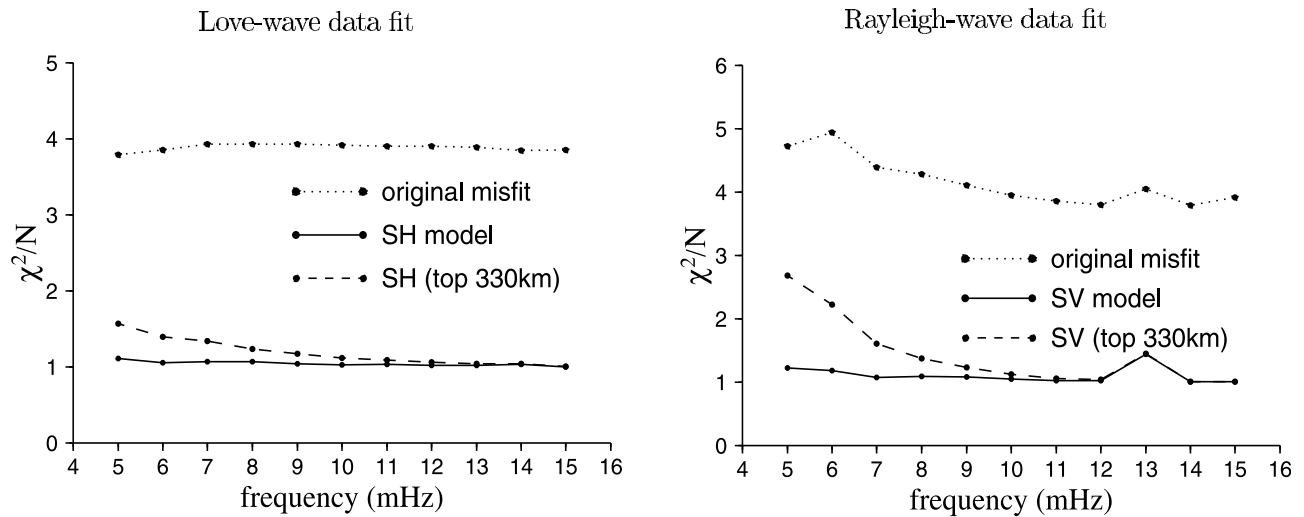 Love-wave data fit
5
4
3
2
1
0
χ²/N
original misfit
SH model
SH (top 330km)
4 5 6 7 8 9 10 11 12 13 14 15 16
frequency (mHz)
Rayleigh-wave data fit
6
5
4
3
2
1
0
χ²/N
original misfit
SV model
SV (top 330km)
4 5 6 7 8 9 10 11 12 13 14 15 16
frequency (mHz)